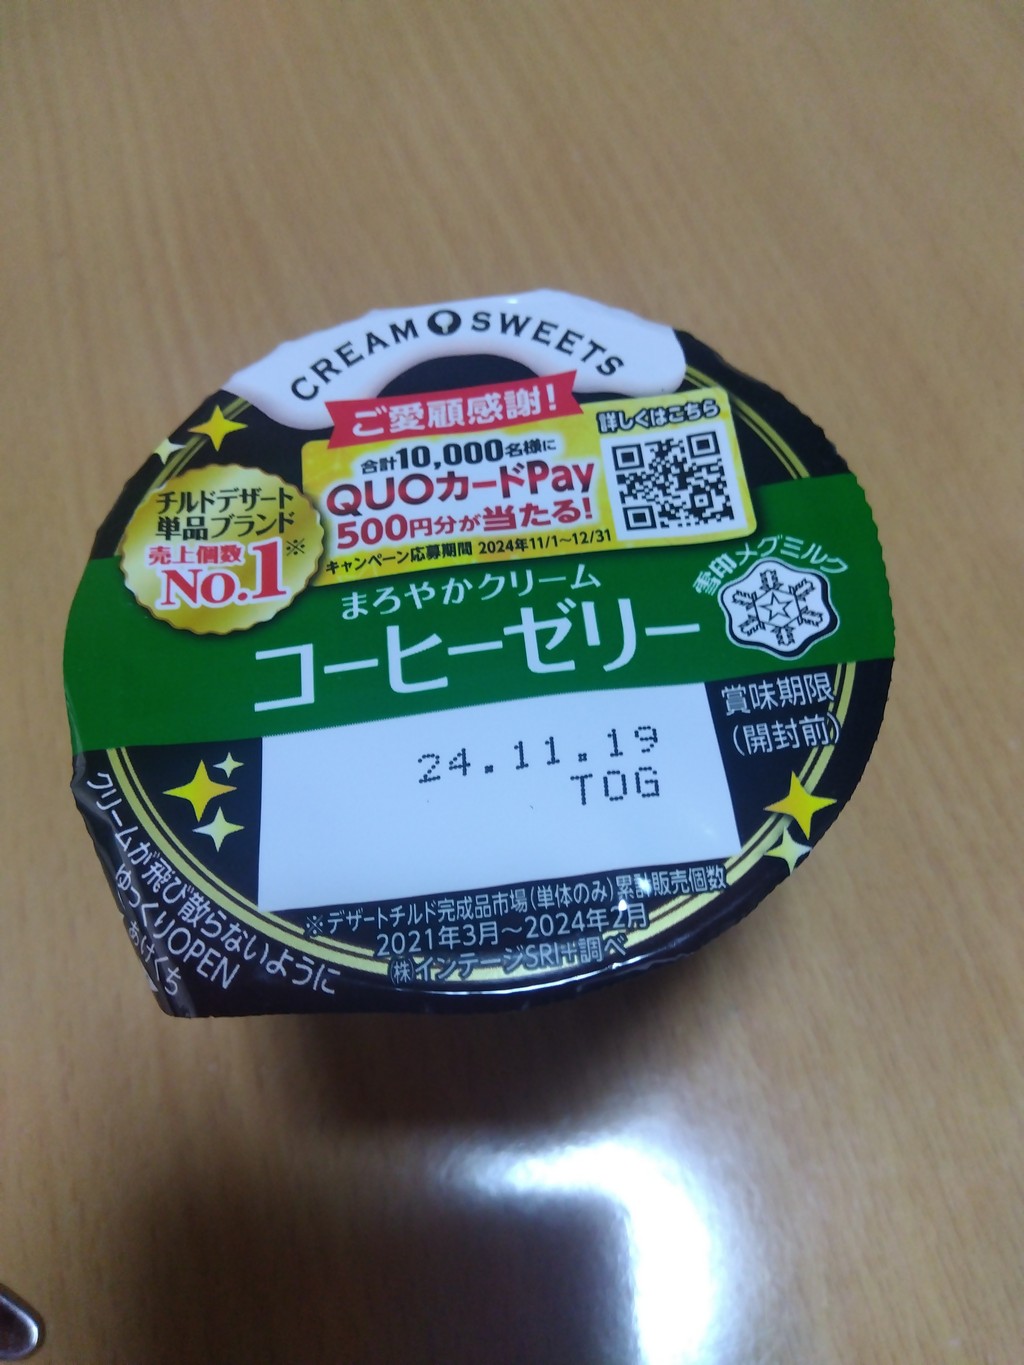 CREAM SWEETS
ご愛顧感謝!
詳しくはこちら
合計10,000名様に
QUOカードPay
500円分が当たる!
キャンペーン応募期間 2024年11/1~12/31
チルドデザート
単品ブランド
売上個数
No.1※
まろやかクリーム
コーヒーゼリー
雪印メグミルク
賞味期限
(開封前)
24.11.19
TOG
※デザートチルド完成品市場(単体のみ)累計販売個数
2021年3月~2024年2月
㈱インテージSRI+調べ
クリームが飛び散らないように
ゆっくりOPEN
あけくち